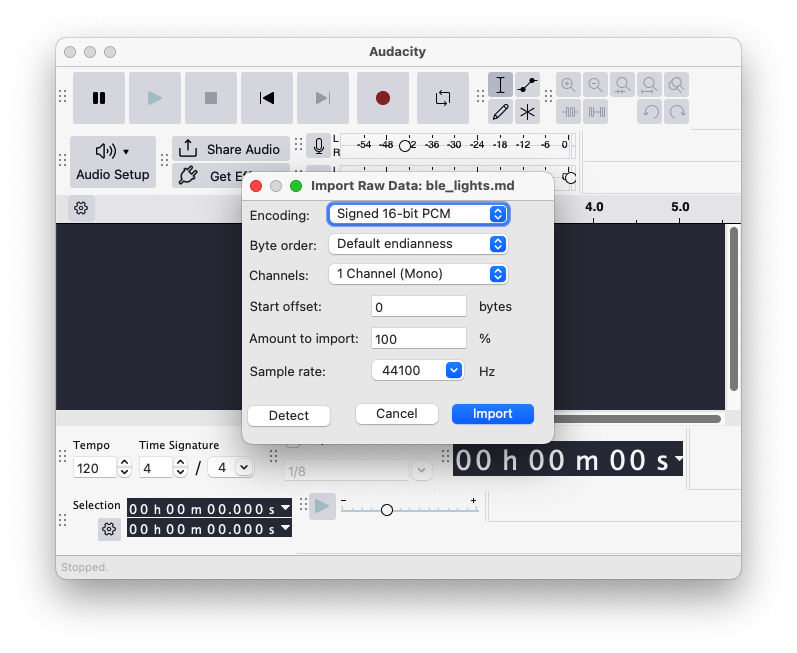 Audacity
L
R
-54 -48 -36 -30 -24 -18 -12 -6 0
Share Audio
Audio Setup
Import Raw Data: ble_lights.md
4.0 5.0
Encoding: Signed 16-bit PCM
Byte order: Default endianness
Channels: 1 Channel (Mono)
Start offset: 0 bytes
Amount to import: 100 %
Sample rate: 44100 Hz
Detect Cancel Import
Tempo Time Signature
120 4 / 4 1/8
00 h 00 m 00 s
Selection
00 h 00 m 00.000 s
00 h 00 m 00.000 s
- +
Stopped.